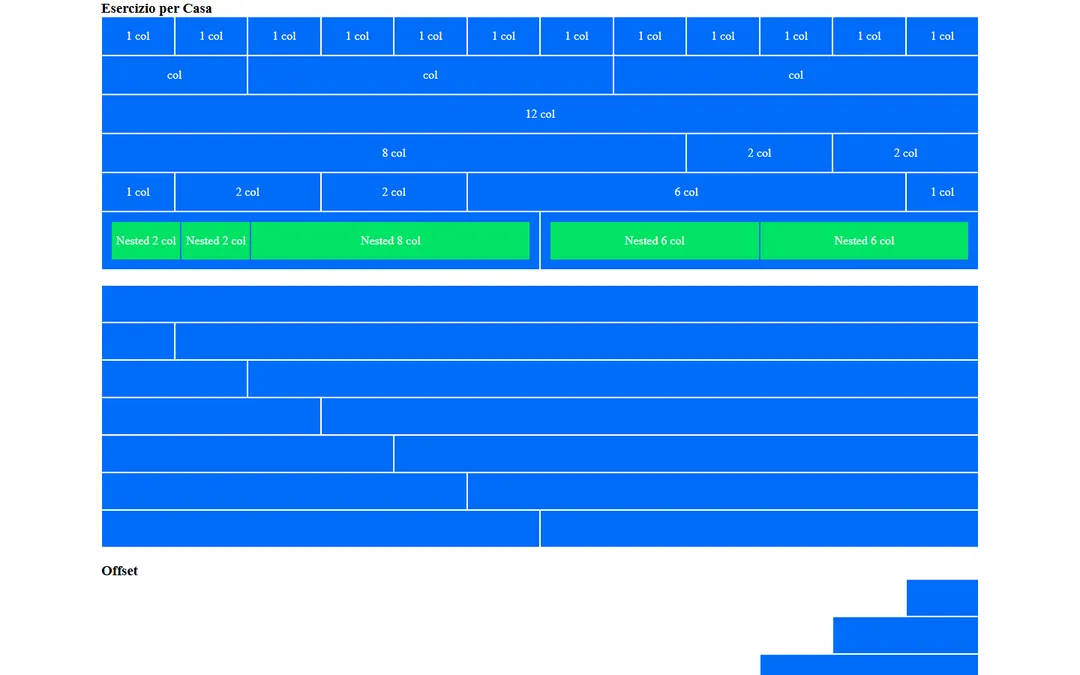 Esercizio per Casa
1 col 1 col 1 col 1 col 1 col 1 col 1 col 1 col 1 col 1 col 1 col 1 col
col col col
12 col
8 col 2 col 2 col
1 col 2 col 2 col 6 col 1 col
Nested 2 col Nested 2 col Nested 8 col Nested 6 col Nested 6 col
Offset